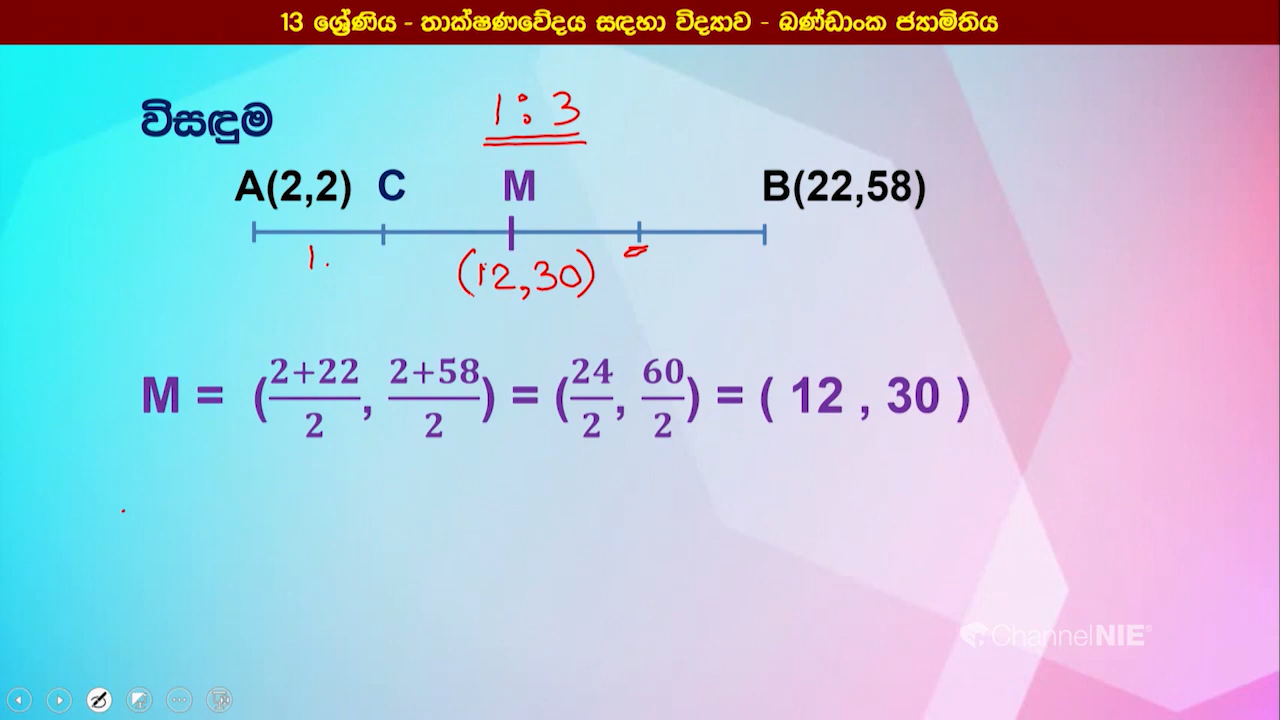 13 ශ්‍රේණිය - තාක්ෂණවේදය සඳහා විද්‍යාව - ඛණ්ඩාංක ජ්‍යාමිතිය
විසඳුම
1 : 3
A(2,2) C M B(22,58)
1.
(12,30)
M = (2+22/2, 2+58/2) = (24/2, 60/2) = ( 12 , 30 )
ChannelNIE